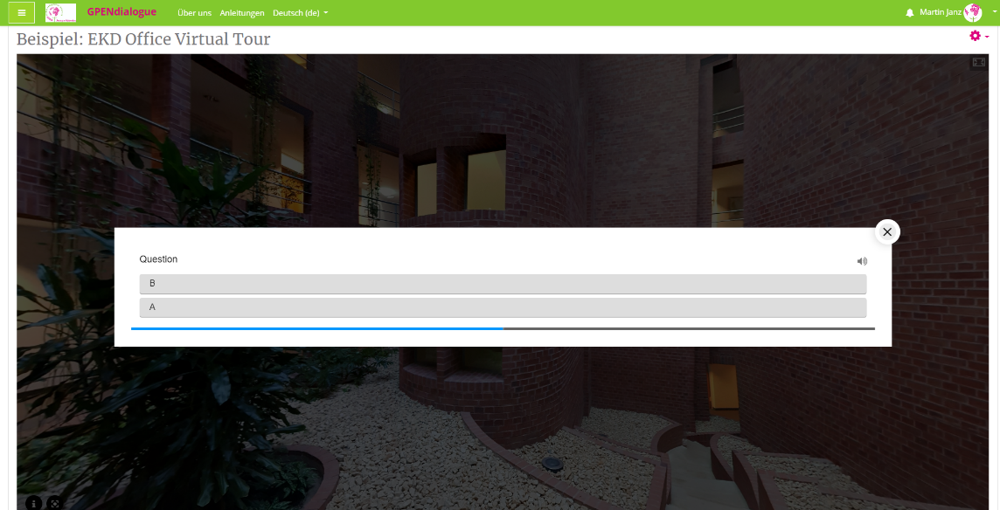 GPENdialogue Über uns Anleitungen Deutsch (de) Martin Janz
Beispiel: EKD Office Virtual Tour
Question
B
A